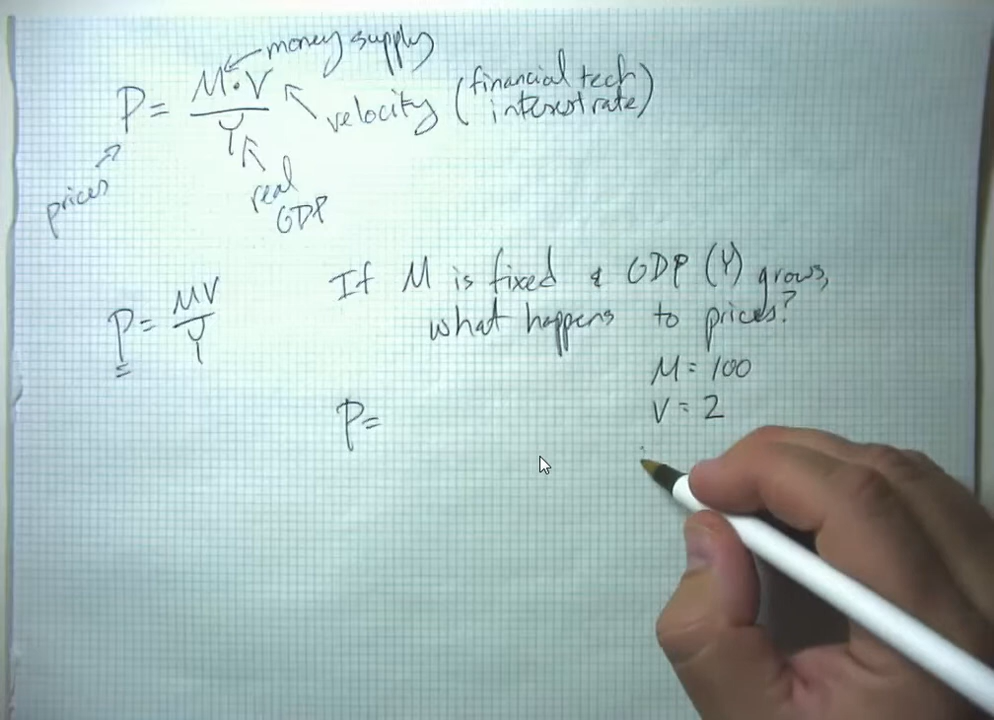 money supply
P = M·V / Y
velocity (financial tech
interest rate)
prices
real
GDP
P = MV / Y
If M is fixed & GDP (Y) grows,
what happens to prices?
M = 100
V = 2
P =